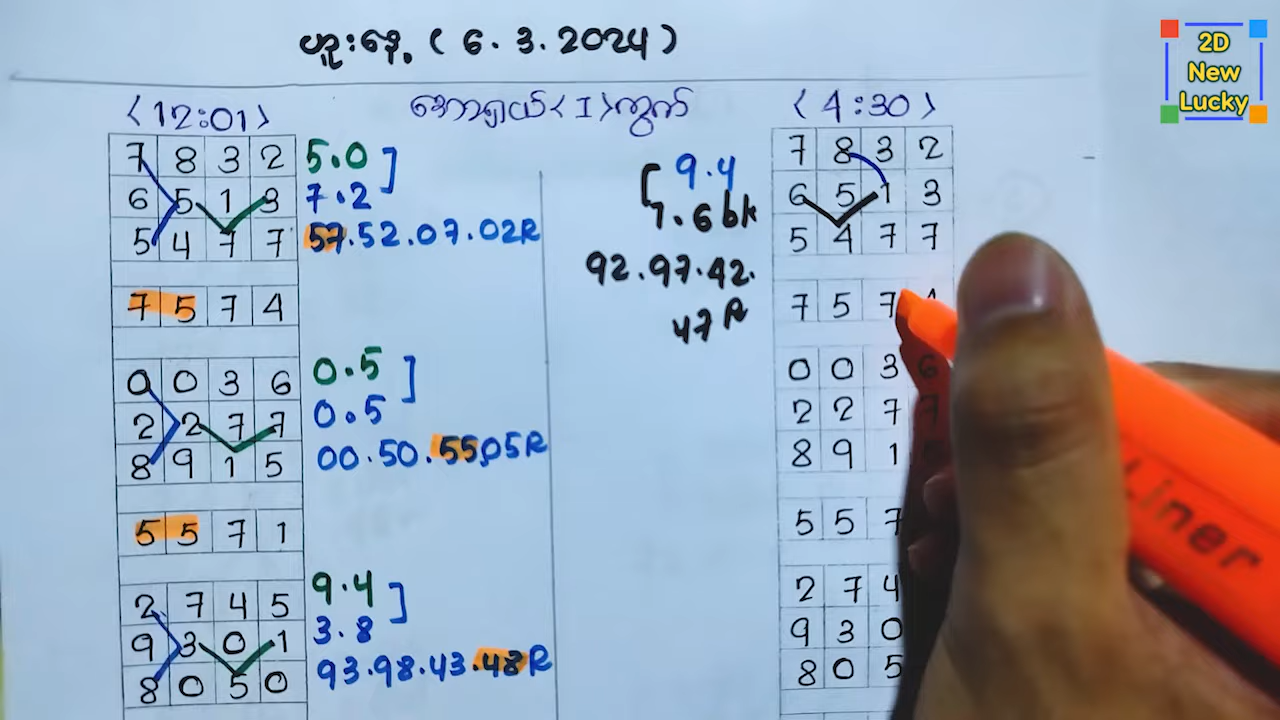 ဗုဒ္ဓဟူးနေ့ ( 6 . 3 . 2024 )
2D
New
Lucky
<12:01>
<4:30>
7 8 3 2
6 5 1 3
5 4 7 7
5.0
7.2
57.52.07.02R
7 5 7 4
0 0 3 6
2 2 7 7
8 9 1 5
0.5
0.5
00.50.55.05R
5 5 7 1
2 7 4 5
9 3 0 1
8 0 5 0
9.4
3.8
93.98.43.48R
9.4
7.6 bk
92.97.42.
47R
7 8 3 2
6 5 1 3
5 4 7 7
7 5 7 4
0 0 3 6
2 2 7 7
8 9 1
5 5 7
2 7 4
9 3 0
8 0 5
Liner